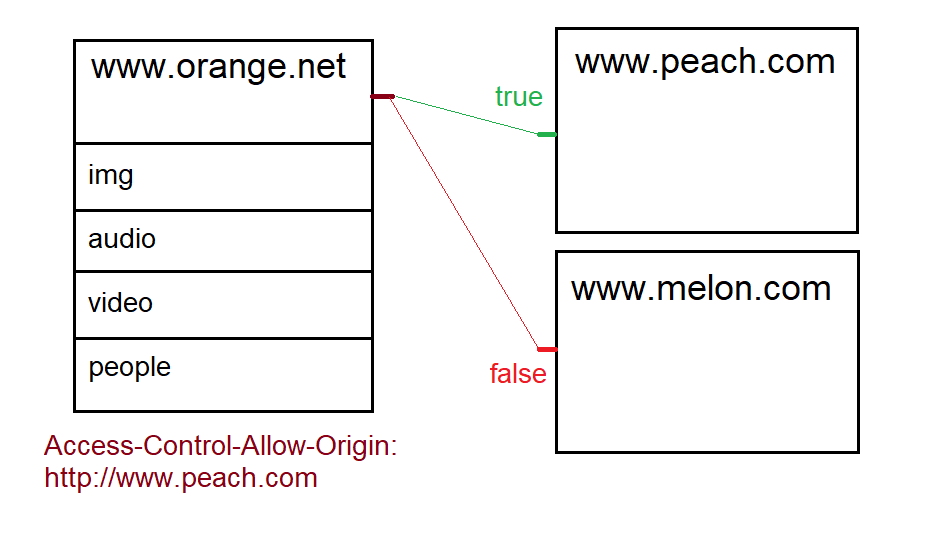 www.orange.net
img
audio
video
people
Access-Control-Allow-Origin:
http://www.peach.com
true
www.peach.com
www.melon.com
false